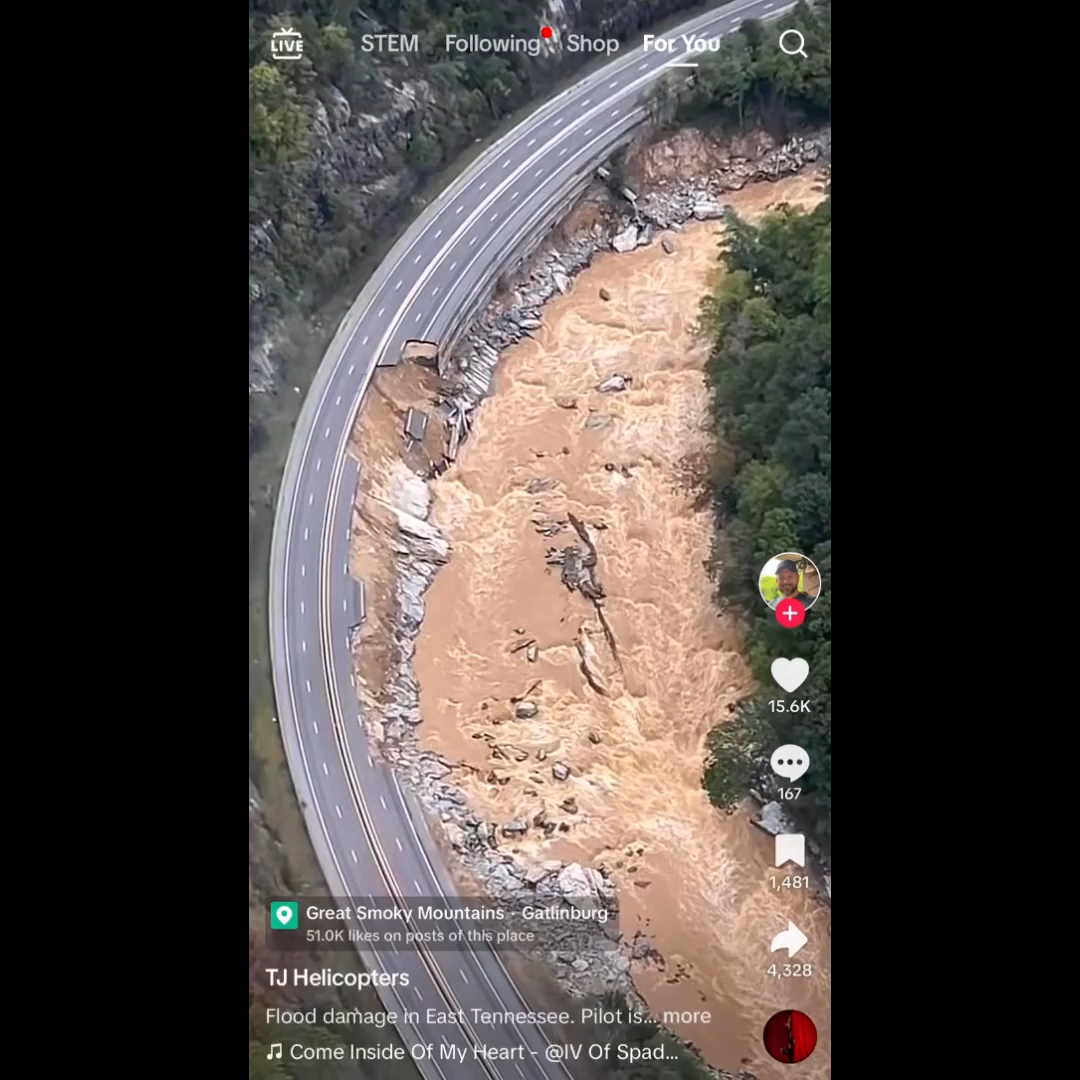 LIVE
STEM Following Shop For You
15.6K
167
1,481
4,328
Great Smoky Mountains · Gatlinburg
51.0K likes on posts of this place
TJ Helicopters
Flood damage in East Tennessee. Pilot is... more
Come Inside Of My Heart - @IV Of Spad...